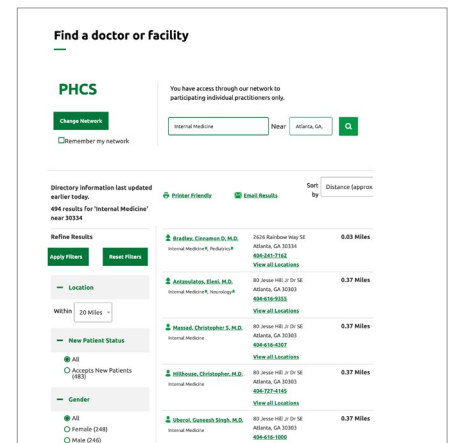 Find a doctor or facility
PHCS
You have access through our network to
participating individual practitioners only.
Change Network
Remember my network
Internal Medicine
Near
Atlanta, GA,
Directory information last updated
earlier today.
494 results for 'Internal Medicine'
near 30334
Printer Friendly
Email Results
Sort
by
Distance (approx
Refine Results
Apply Filters
Reset Filters
Location
Within
20 Miles
New Patient Status
All
Accepts New Patients
(483)
Gender
All
Female (248)
Male (246)
Bradley, Cinnamon D, M.D.
Internal Medicine, Pediatrics
2626 Rainbow Way SE
Atlanta, GA 30334
404-241-7162
View all Locations
0.03 Miles
Antzoulatos, Eleni, M.D.
Internal Medicine, Neurology
80 Jesse Hill Jr Dr SE
Atlanta, GA 30303
404-616-9355
View all Locations
0.37 Miles
Massad, Christopher S, M.D.
Internal Medicine
80 Jesse Hill Jr Dr SE
Atlanta, GA 30303
404-616-4307
View all Locations
0.37 Miles
Hillhouse, Christopher, M.D.
Internal Medicine
80 Jesse Hill Jr Dr SE
Atlanta, GA 30303
404-727-4145
View all Locations
0.37 Miles
Uberoi, Guneesh Singh, M.D.
Internal Medicine
80 Jesse Hill Jr Dr SE
Atlanta, GA 30303
404-616-1000
0.37 Miles